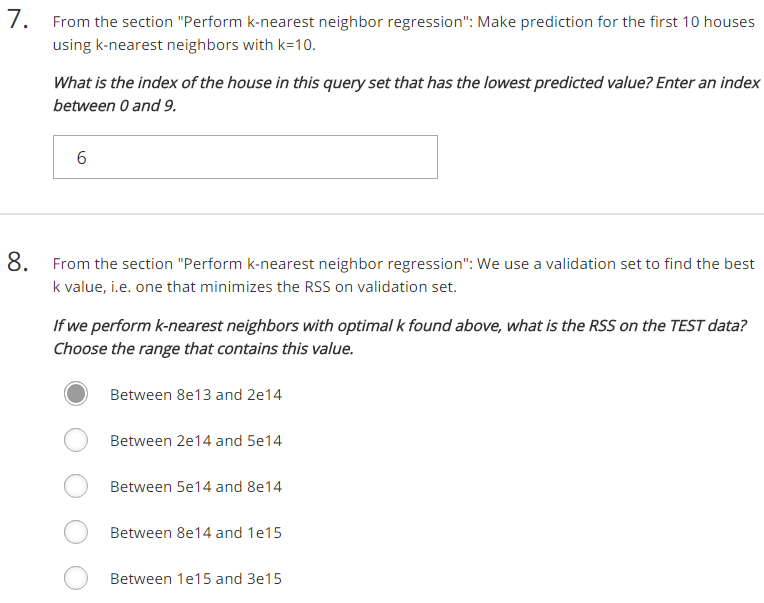 7. From the section "Perform k-nearest neighbor regression": Make prediction for the first 10 houses
using k-nearest neighbors with k=10.
What is the index of the house in this query set that has the lowest predicted value? Enter an index
between 0 and 9.
6
8. From the section "Perform k-nearest neighbor regression": We use a validation set to find the best
k value, i.e. one that minimizes the RSS on validation set.
If we perform k-nearest neighbors with optimal k found above, what is the RSS on the TEST data?
Choose the range that contains this value.
Between 8e13 and 2e14
Between 2e14 and 5e14
Between 5e14 and 8e14
Between 8e14 and 1e15
Between 1e15 and 3e15